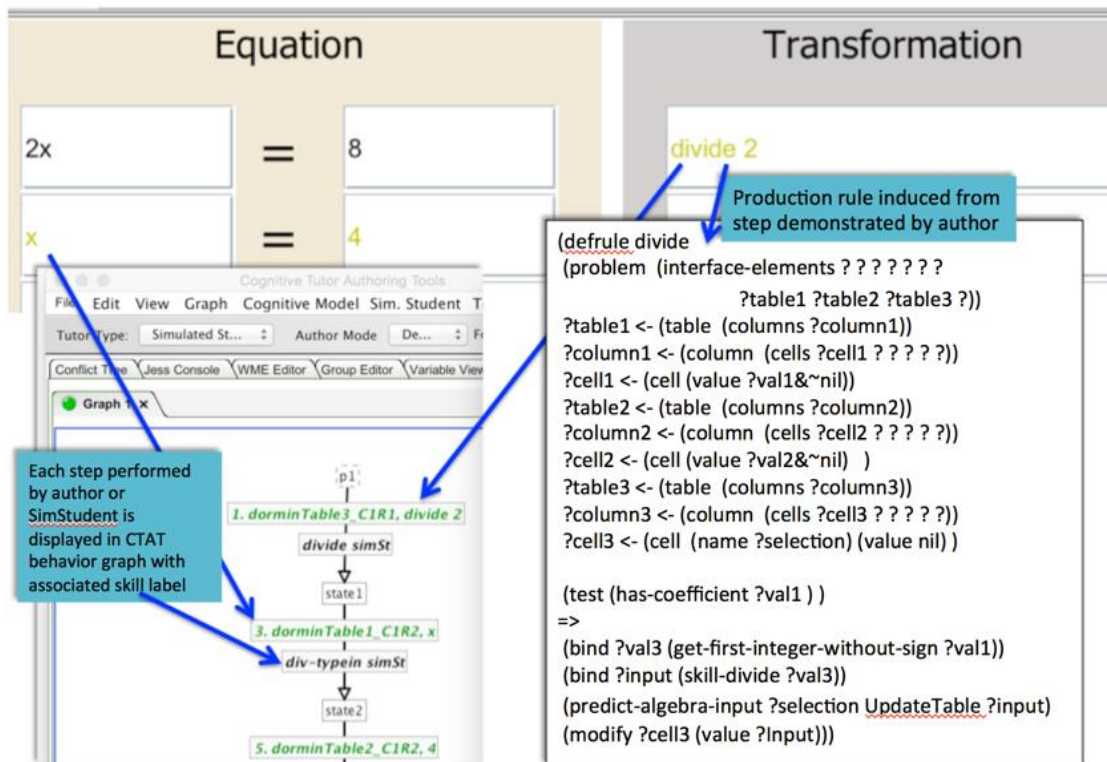 Equation
Transformation
2x
=
8
divide 2
x
=
4
Production rule induced from
step demonstrated by author
(defrule divide
(problem (interface-elements ? ? ? ? ? ? ?
?table1 ?table2 ?table3 ?))
?table1 <- (table (columns ?column1))
?column1 <- (column (cells ?cell1 ? ? ? ? ?))
?cell1 <- (cell (value ?val1&~nil))
?table2 <- (table (columns ?column2))
?column2 <- (column (cells ?cell2 ? ? ? ? ?))
?cell2 <- (cell (value ?val2&~nil) )
?table3 <- (table (columns ?column3))
?column3 <- (column (cells ?cell3 ? ? ? ? ?))
?cell3 <- (cell (name ?selection) (value nil) )
(test (has-coefficient ?val1 ) )
=>
(bind ?val3 (get-first-integer-without-sign ?val1))
(bind ?input (skill-divide ?val3))
(predict-algebra-input ?selection UpdateTable ?input)
(modify ?cell3 (value ?Input)))
Cognitive Tutor Authoring Tools
File Edit View Graph Cognitive Model Sim. Student
Tutor Type: Simulated St... Author Mode De...
Conflict Tree Jess Console WME Editor Group Editor Variable View
Graph
Each step performed
by author or
SimStudent is
displayed in CTAT
behavior graph with
associated skill label
p1
1. dorminTable3_C1R1, divide 2
divide simSt
state1
3. dorminTable1_C1R2, x
div-typein simSt
state2
5. dorminTable2_C1R2, 4